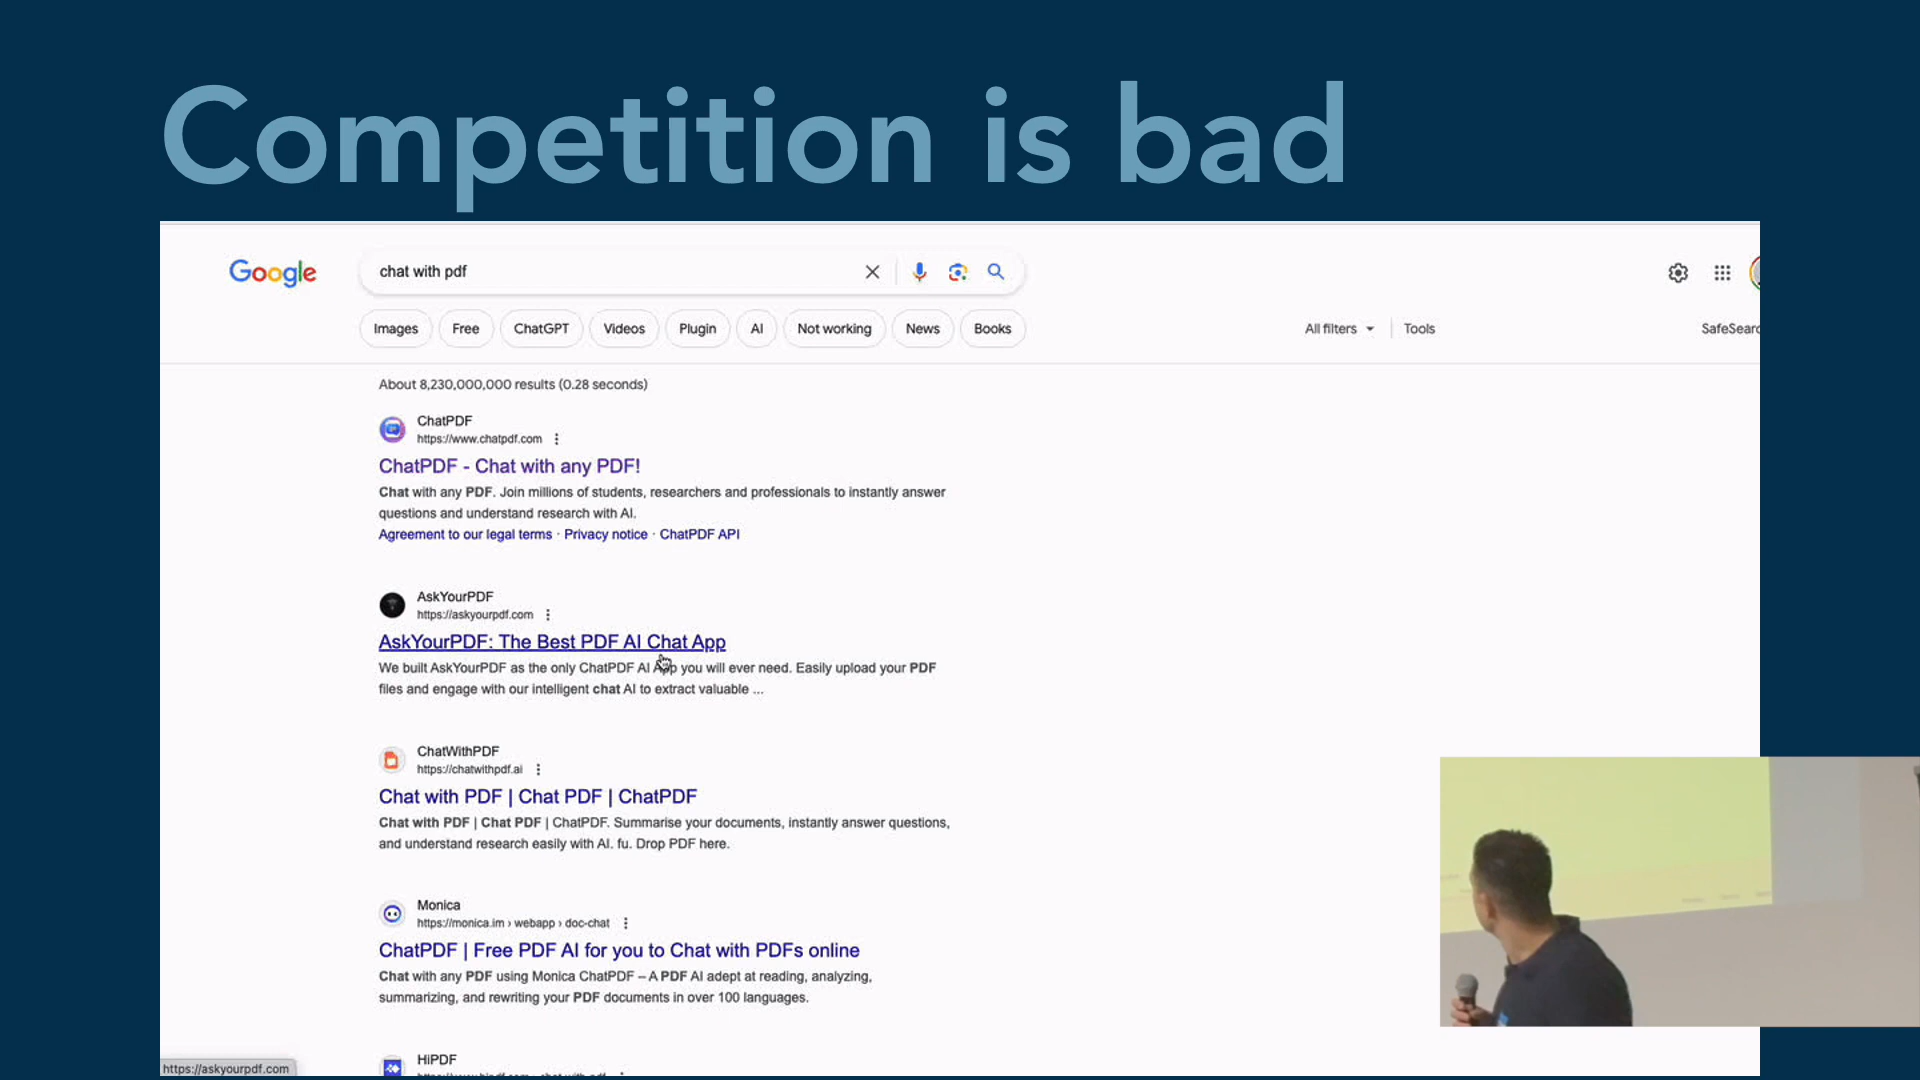 Competition is bad
Google
chat with pdf
Images Free ChatGPT Videos Plugin AI Not working News Books All filters Tools SafeSearc
About 8,230,000,000 results (0.28 seconds)
ChatPDF
https://www.chatpdf.com
ChatPDF - Chat with any PDF!
Chat with any PDF. Join millions of students, researchers and professionals to instantly answer
questions and understand research with AI.
Agreement to our legal terms · Privacy notice · ChatPDF API
AskYourPDF
https://askyourpdf.com
AskYourPDF: The Best PDF AI Chat App
We built AskYourPDF as the only ChatPDF AI App you will ever need. Easily upload your PDF
files and engage with our intelligent chat AI to extract valuable ...
ChatWithPDF
https://chatwithpdf.ai
Chat with PDF | Chat PDF | ChatPDF
Chat with PDF | Chat PDF | ChatPDF. Summarise your documents, instantly answer questions,
and understand research easily with AI. fu. Drop PDF here.
Monica
https://monica.im › webapp › doc-chat
ChatPDF | Free PDF AI for you to Chat with PDFs online
Chat with any PDF using Monica ChatPDF – A PDF AI adept at reading, analyzing,
summarizing, and rewriting your PDF documents in over 100 languages.
HiPDF
https://askyourpdf.com